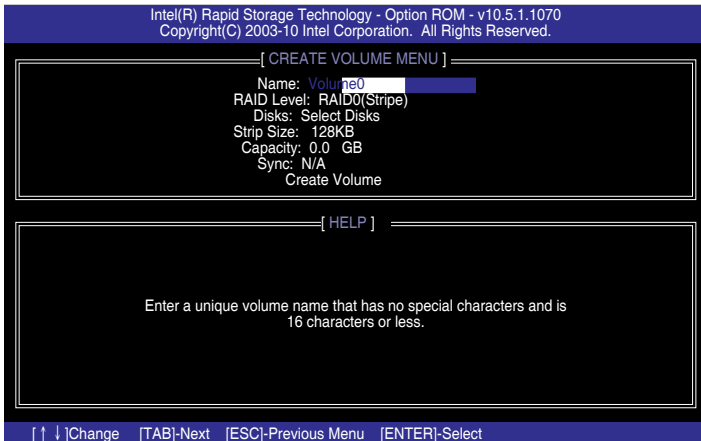 Intel(R) Rapid Storage Technology - Option ROM - v10.5.1.1070
Copyright(C) 2003-10 Intel Corporation. All Rights Reserved.
[ CREATE VOLUME MENU ]
Name: Volume0
RAID Level: RAID0(Stripe)
Disks: Select Disks
Strip Size: 128KB
Capacity: 0.0 GB
Sync: N/A
Create Volume
[ HELP ]
Enter a unique volume name that has no special characters and is
16 characters or less.
[↑↓]Change [TAB]-Next [ESC]-Previous Menu [ENTER]-Select